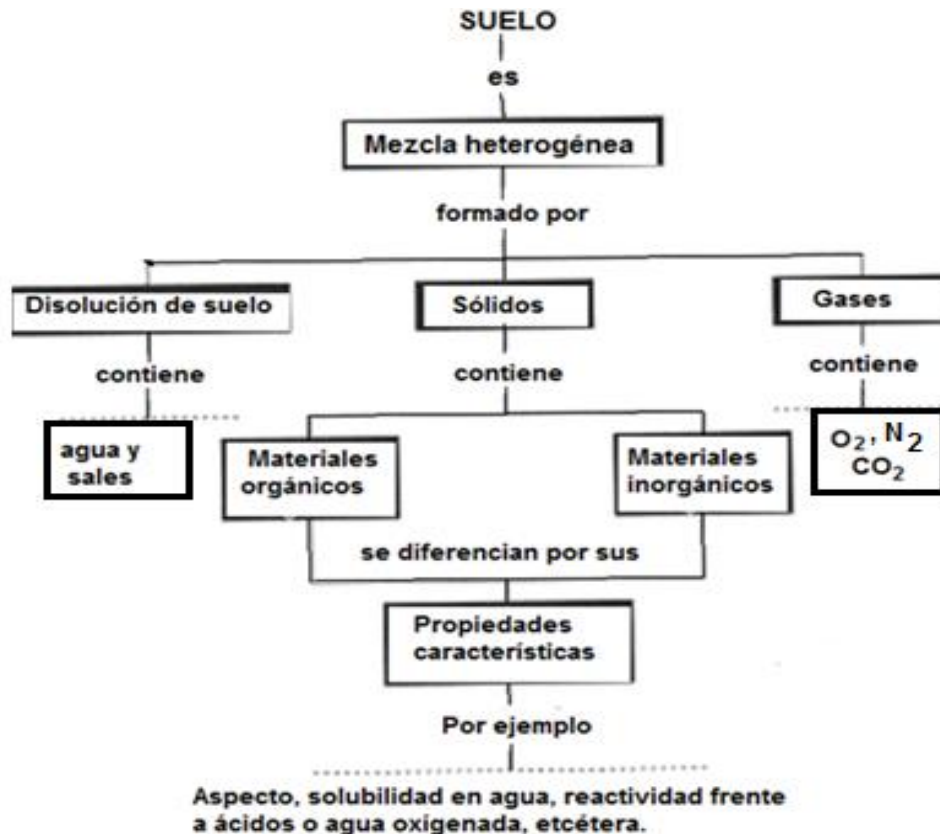 SUELO
es
Mezcla heterogénea
formado por
Disolución de suelo
Sólidos
Gases
contiene
contiene
contiene
agua y
sales
Materiales
orgánicos
Materiales
inorgánicos
O₂, N₂
CO₂
se diferencian por sus
Propiedades
características
Por ejemplo
Aspecto, solubilidad en agua, reactividad frente
a ácidos o agua oxigenada, etcétera.